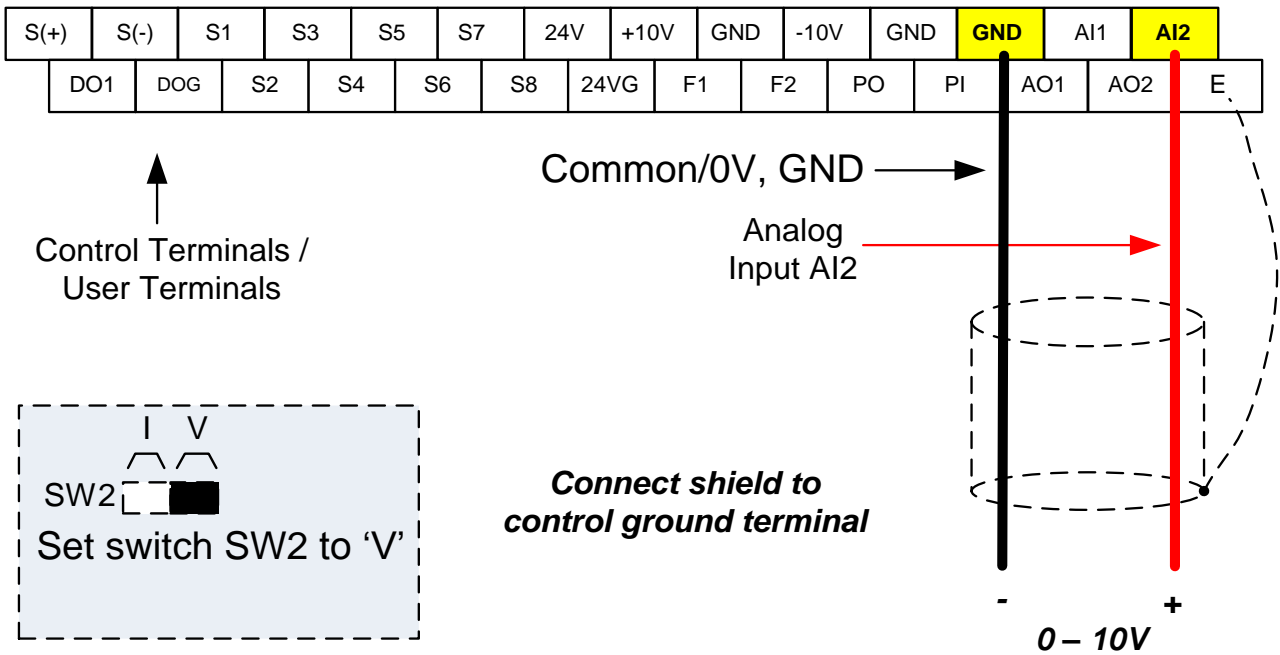 S(+) S(-) S1 S3 S5 S7 24V +10V GND -10V GND GND AI1 AI2
DO1 DOG S2 S4 S6 S8 24VG F1 F2 PO PI AO1 AO2 E
Common/0V, GND
Control Terminals /
User Terminals
Analog
Input AI2
I V
SW2
Set switch SW2 to ‘V’
Connect shield to
control ground terminal
- +
0 – 10V